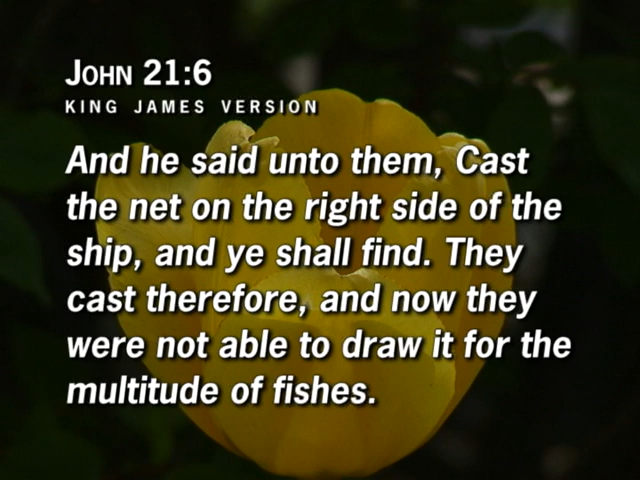 JOHN 21:6
KING JAMES VERSION
And he said unto them, Cast
the net on the right side of the
ship, and ye shall find. They
cast therefore, and now they
were not able to draw it for the
multitude of fishes.